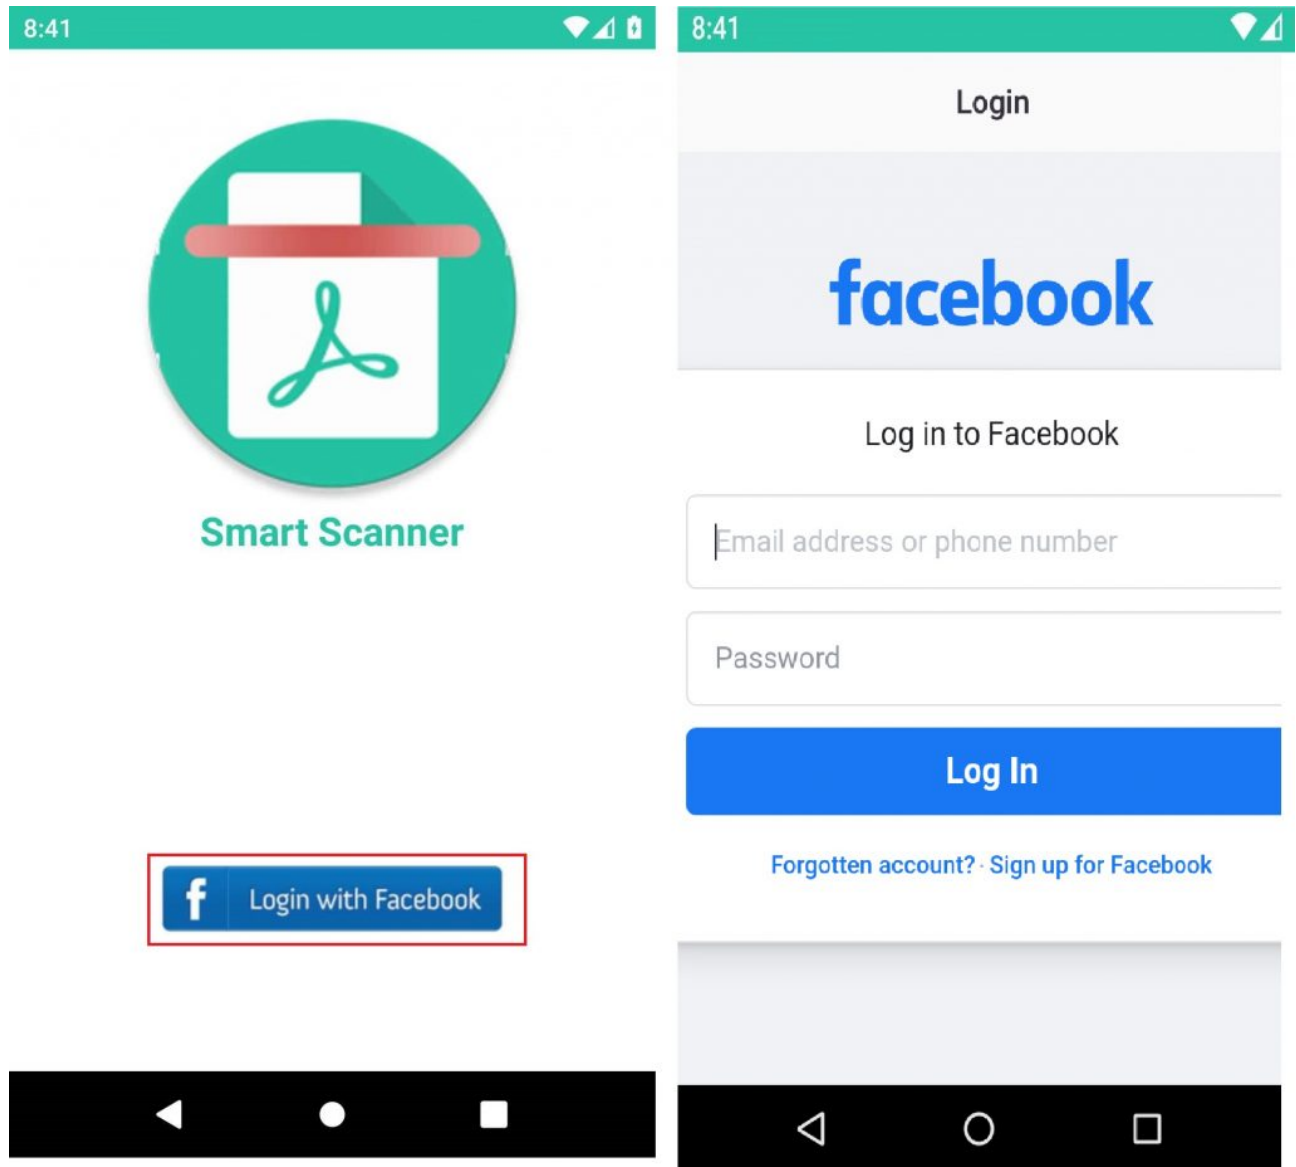 8:41
Smart Scanner
f Login with Facebook
8:41
Login
facebook
Log in to Facebook
Email address or phone number
Password
Log In
Forgotten account? · Sign up for Facebook